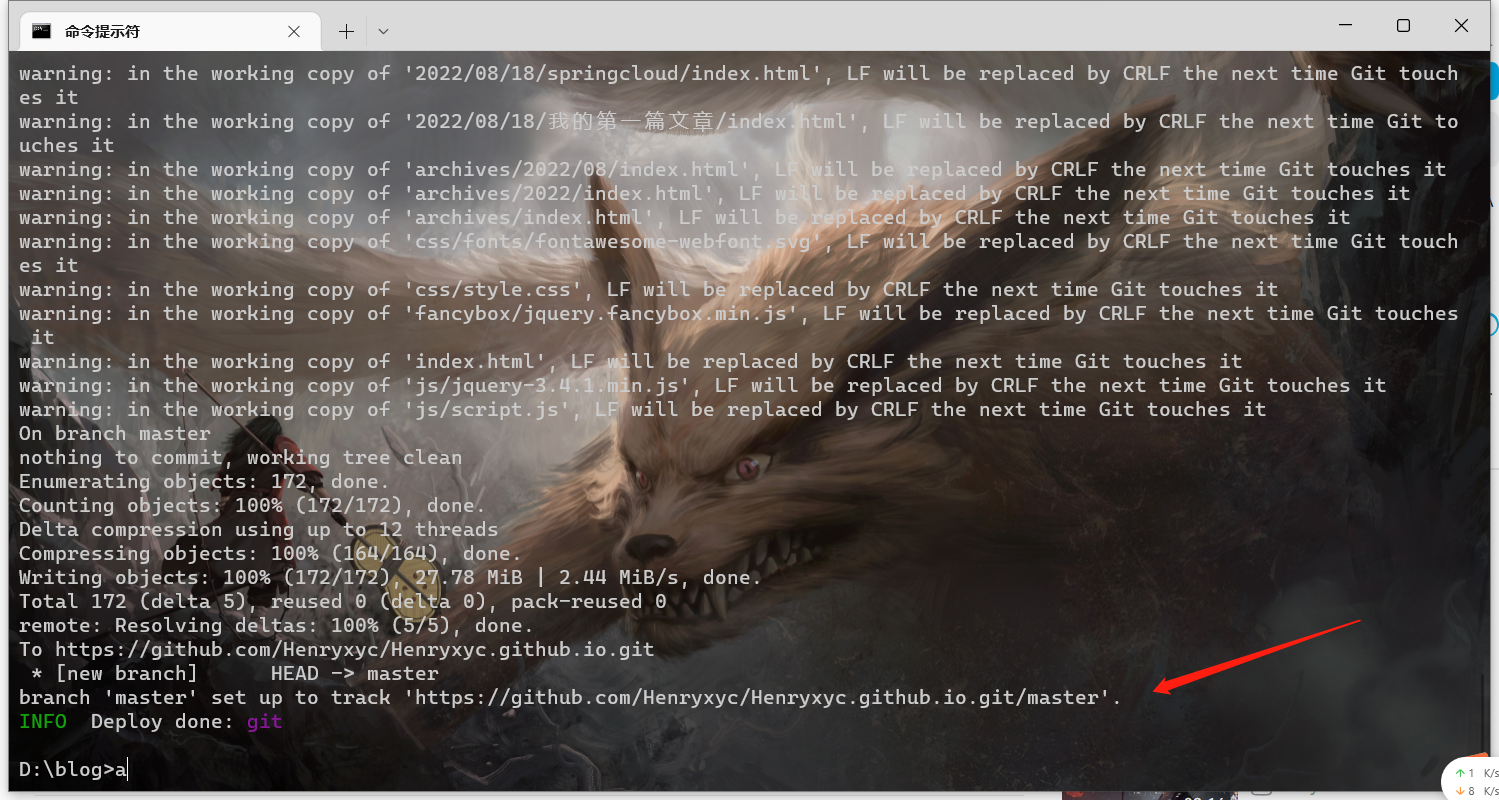 命令提示符
warning: in the working copy of '2022/08/18/springcloud/index.html', LF will be replaced by CRLF the next time Git touch
es it
warning: in the working copy of '2022/08/18/我的第一篇文章/index.html', LF will be replaced by CRLF the next time Git to
uches it
warning: in the working copy of 'archives/2022/08/index.html', LF will be replaced by CRLF the next time Git touches it
warning: in the working copy of 'archives/2022/index.html', LF will be replaced by CRLF the next time Git touches it
warning: in the working copy of 'archives/index.html', LF will be replaced by CRLF the next time Git touches it
warning: in the working copy of 'css/fonts/fontawesome-webfont.svg', LF will be replaced by CRLF the next time Git touch
es it
warning: in the working copy of 'css/style.css', LF will be replaced by CRLF the next time Git touches it
warning: in the working copy of 'fancybox/jquery.fancybox.min.js', LF will be replaced by CRLF the next time Git touches
 it
warning: in the working copy of 'index.html', LF will be replaced by CRLF the next time Git touches it
warning: in the working copy of 'js/jquery-3.4.1.min.js', LF will be replaced by CRLF the next time Git touches it
warning: in the working copy of 'js/script.js', LF will be replaced by CRLF the next time Git touches it
On branch master
nothing to commit, working tree clean
Enumerating objects: 172, done.
Counting objects: 100% (172/172), done.
Delta compression using up to 12 threads
Compressing objects: 100% (164/164), done.
Writing objects: 100% (172/172), 27.78 MiB | 2.44 MiB/s, done.
Total 172 (delta 5), reused 0 (delta 0), pack-reused 0
remote: Resolving deltas: 100% (5/5), done.
To https://github.com/Henryxyc/Henryxyc.github.io.git
 * [new branch]      HEAD -> master
branch 'master' set up to track 'https://github.com/Henryxyc/Henryxyc.github.io.git/master'.
INFO  Deploy done: git
D:\blog>a
↑ 1 K/s
↓ 8 K/s